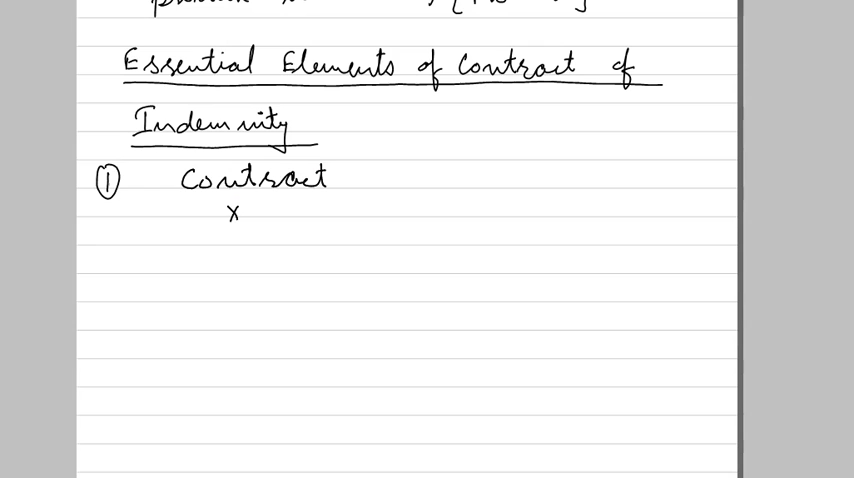 Essential Elements of Contract of
Indemnity
① Contract
x